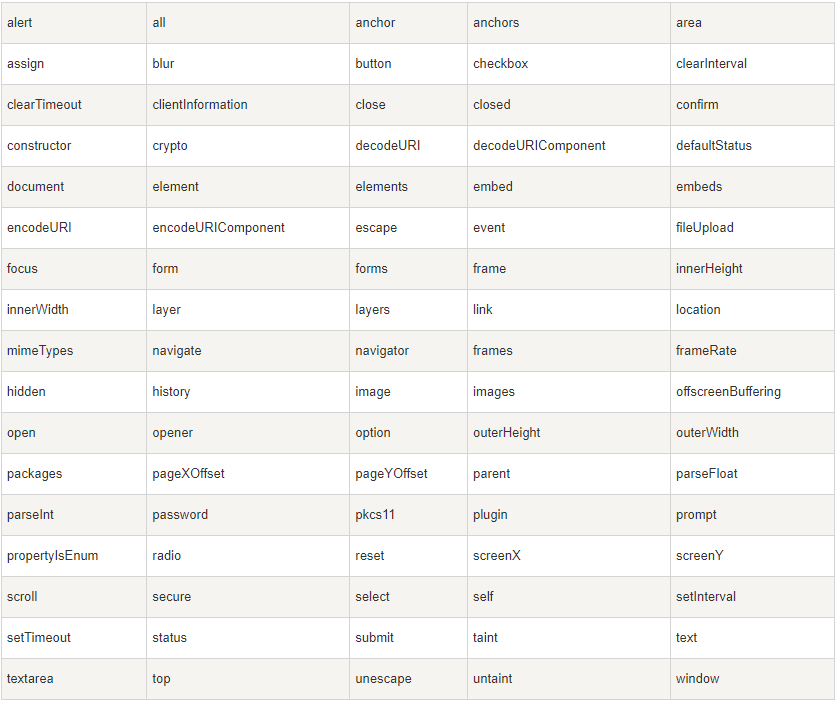 alert all anchor anchors area
assign blur button checkbox clearInterval
clearTimeout clientInformation close closed confirm
constructor crypto decodeURI decodeURIComponent defaultStatus
document element elements embed embeds
encodeURI encodeURIComponent escape event fileUpload
focus form forms frame innerHeight
innerWidth layer layers link location
mimeTypes navigate navigator frames frameRate
hidden history image images offscreenBuffering
open opener option outerHeight outerWidth
packages pageXOffset pageYOffset parent parseFloat
parseInt password pkcs11 plugin prompt
propertyIsEnum radio reset screenX screenY
scroll secure select self setInterval
setTimeout status submit taint text
textarea top unescape untaint window